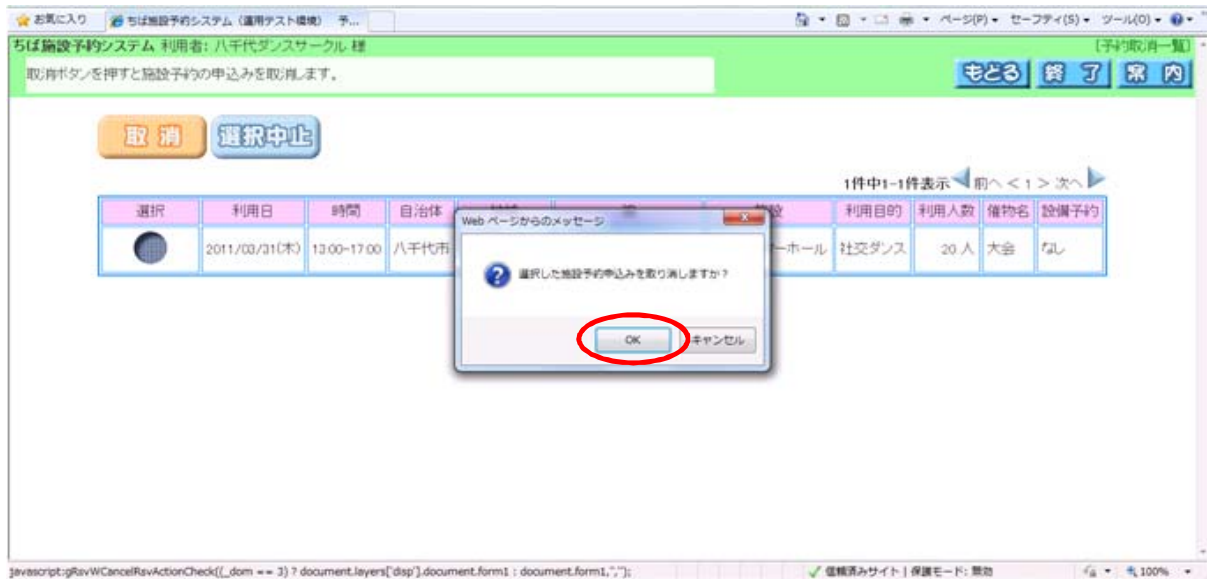 お気に入り ちば施設予約システム（運用テスト環境） 予... ページ(P) セーフティ(S) ツール(O)
ちば施設予約システム 利用者: 八千代ダンスサークル 様 [予約取消一覧]
取消ボタンを押すと施設予約の申込みを取消します。 もどる 終了 案内
取消 選択中止
1件中1-1件表示 前へ < 1 > 次へ
選択 利用日 時間 自治体 利用目的 利用人数 催物名 設備予約
2011/03/31(木) 13:00~17:00 八千代市 ーホール 社交ダンス 20 人 大会 なし
Web ページからのメッセージ
選択した施設予約申込みを取り消しますか?
OK キャンセル
javascript:gRsvWCancelRsvActionCheck((_dom == 3) ? document.layers['disp'].document.form1 : document.form1,'',''); 信頼済みサイト | 保護モード: 無効 100%